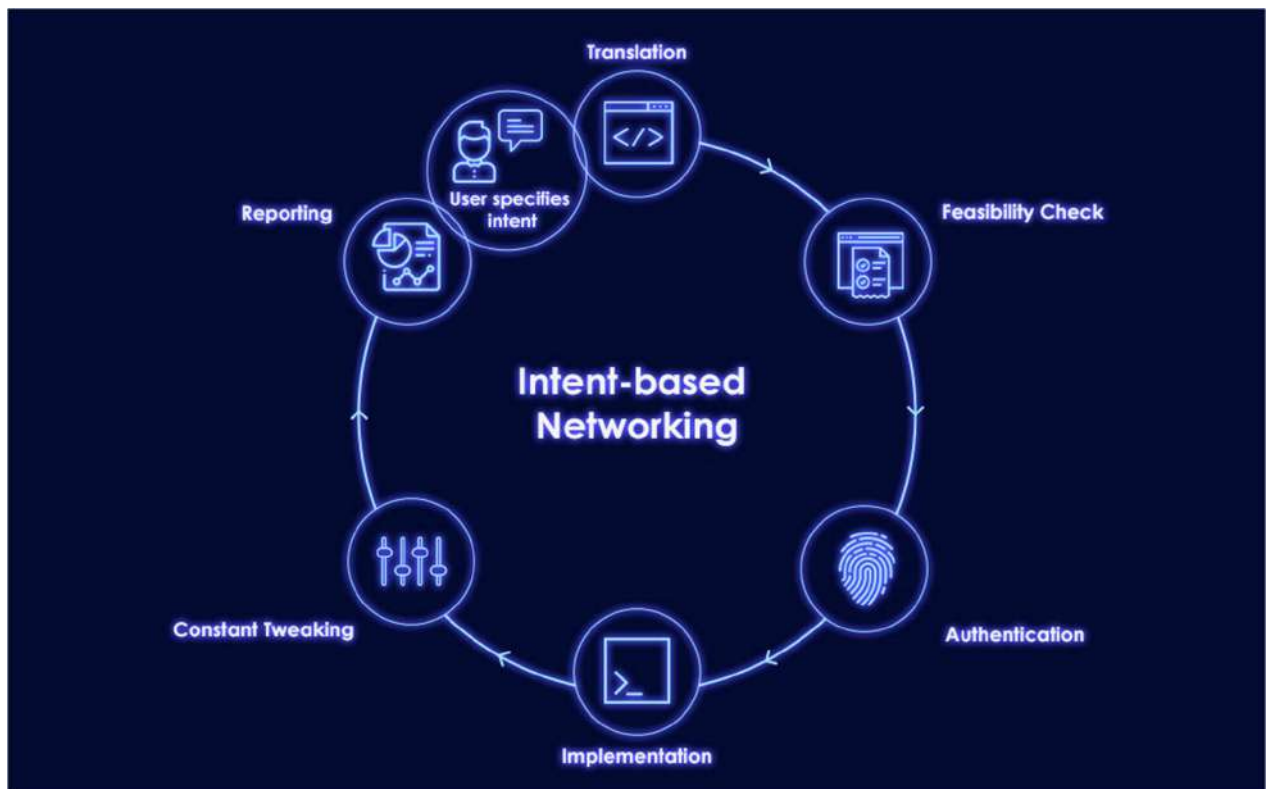 Translation
User specifies
intent
Reporting
Feasibility Check
Intent-based
Networking
Constant Tweaking
Authentication
Implementation